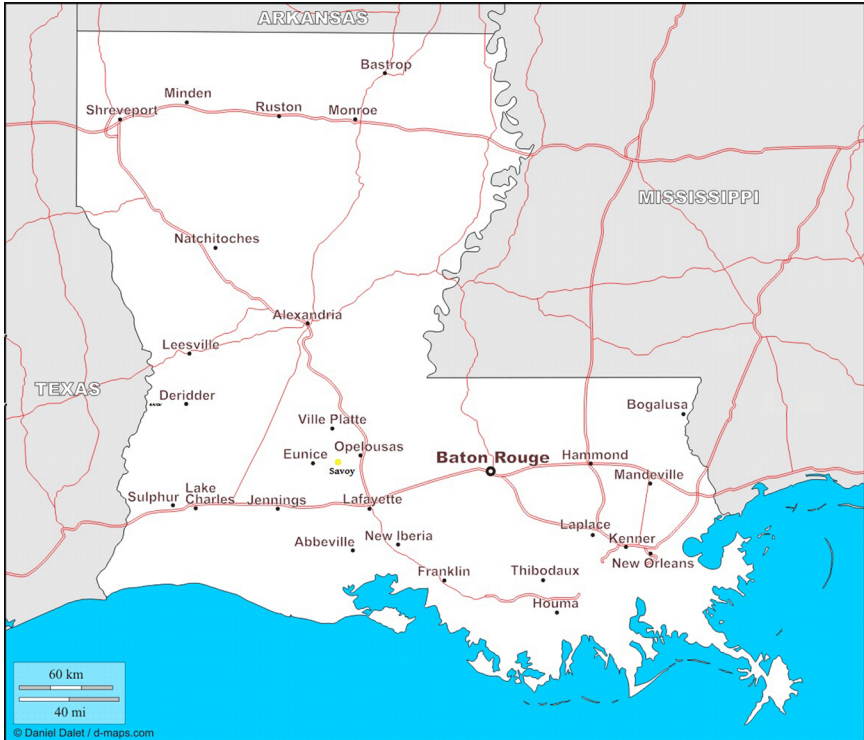 ARKANSAS
Bastrop
Minden
Shreveport
Ruston
Monroe
MISSISSIPPI
Natchitoches
Alexandria
Leesville
TEXAS
Deridder
Bogalusa
Ville Platte
Opelousas
Eunice
Savoy
Baton Rouge
Hammond
Mandeville
Lake
Charles
Sulphur
Jennings
Lafayette
Laplace
New Iberia
Abbeville
Kenner
New Orleans
Franklin
Thibodaux
Houma
60 km
40 mi
© Daniel Dalet / d-maps.com